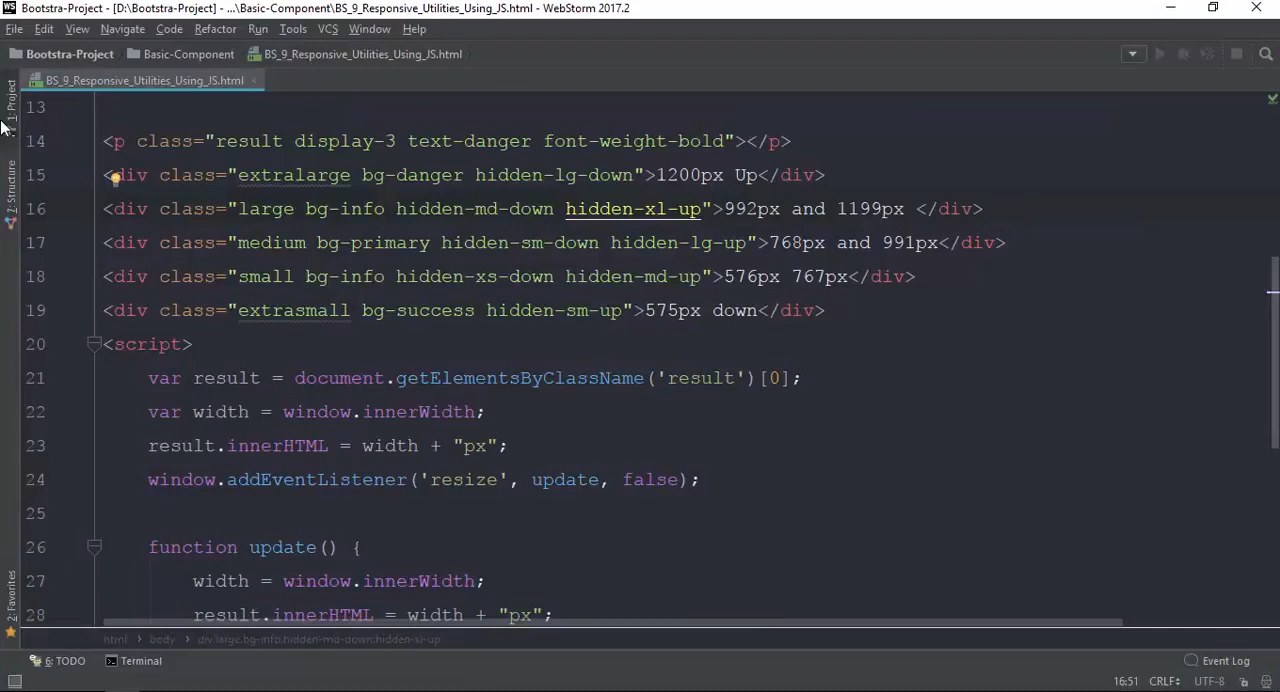 WS Bootstra-Project - [D:\Bootstra-Project] - ...\Basic-Component\BS_9_Responsive_Utilities_Using_JS.html - WebStorm 2017.2
File Edit View Navigate Code Refactor Run Tools VCS Window Help
Bootstra-Project Basic-Component BS_9_Responsive_Utilities_Using_JS.html
BS_9_Responsive_Utilities_Using_JS.html
1: Project
Z: Structure
2: Favorites
13
14 <p class="result display-3 text-danger font-weight-bold"></p>
15 <div class="extralarge bg-danger hidden-lg-down">1200px Up</div>
16 <div class="large bg-info hidden-md-down hidden-xl-up">992px and 1199px </div>
17 <div class="medium bg-primary hidden-sm-down hidden-lg-up">768px and 991px</div>
18 <div class="small bg-info hidden-xs-down hidden-md-up">576px 767px</div>
19 <div class="extrasmall bg-success hidden-sm-up">575px down</div>
20 <script>
21 var result = document.getElementsByClassName('result')[0];
22 var width = window.innerWidth;
23 result.innerHTML = width + "px";
24 window.addEventListener('resize', update, false);
25
26 function update() {
27 width = window.innerWidth;
28 result.innerHTML = width + "px";
html body div.large.bg-info.hidden-md-down.hidden-xl-up
6: TODO Terminal Event Log
16:51 CRLF UTF-8